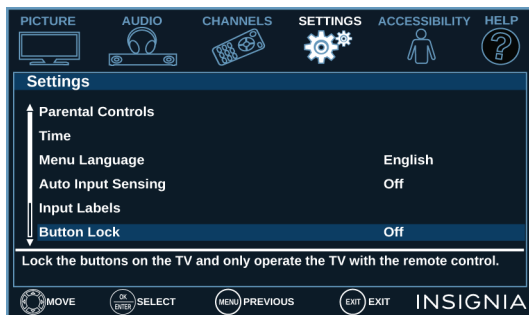 PICTURE AUDIO CHANNELS SETTINGS ACCESSIBILITY HELP
?
Settings
Parental Controls
Time
Menu Language English
Auto Input Sensing Off
Input Labels
Button Lock Off
Lock the buttons on the TV and only operate the TV with the remote control.
MOVE OK ENTER SELECT MENU PREVIOUS EXIT EXIT INSIGNIA